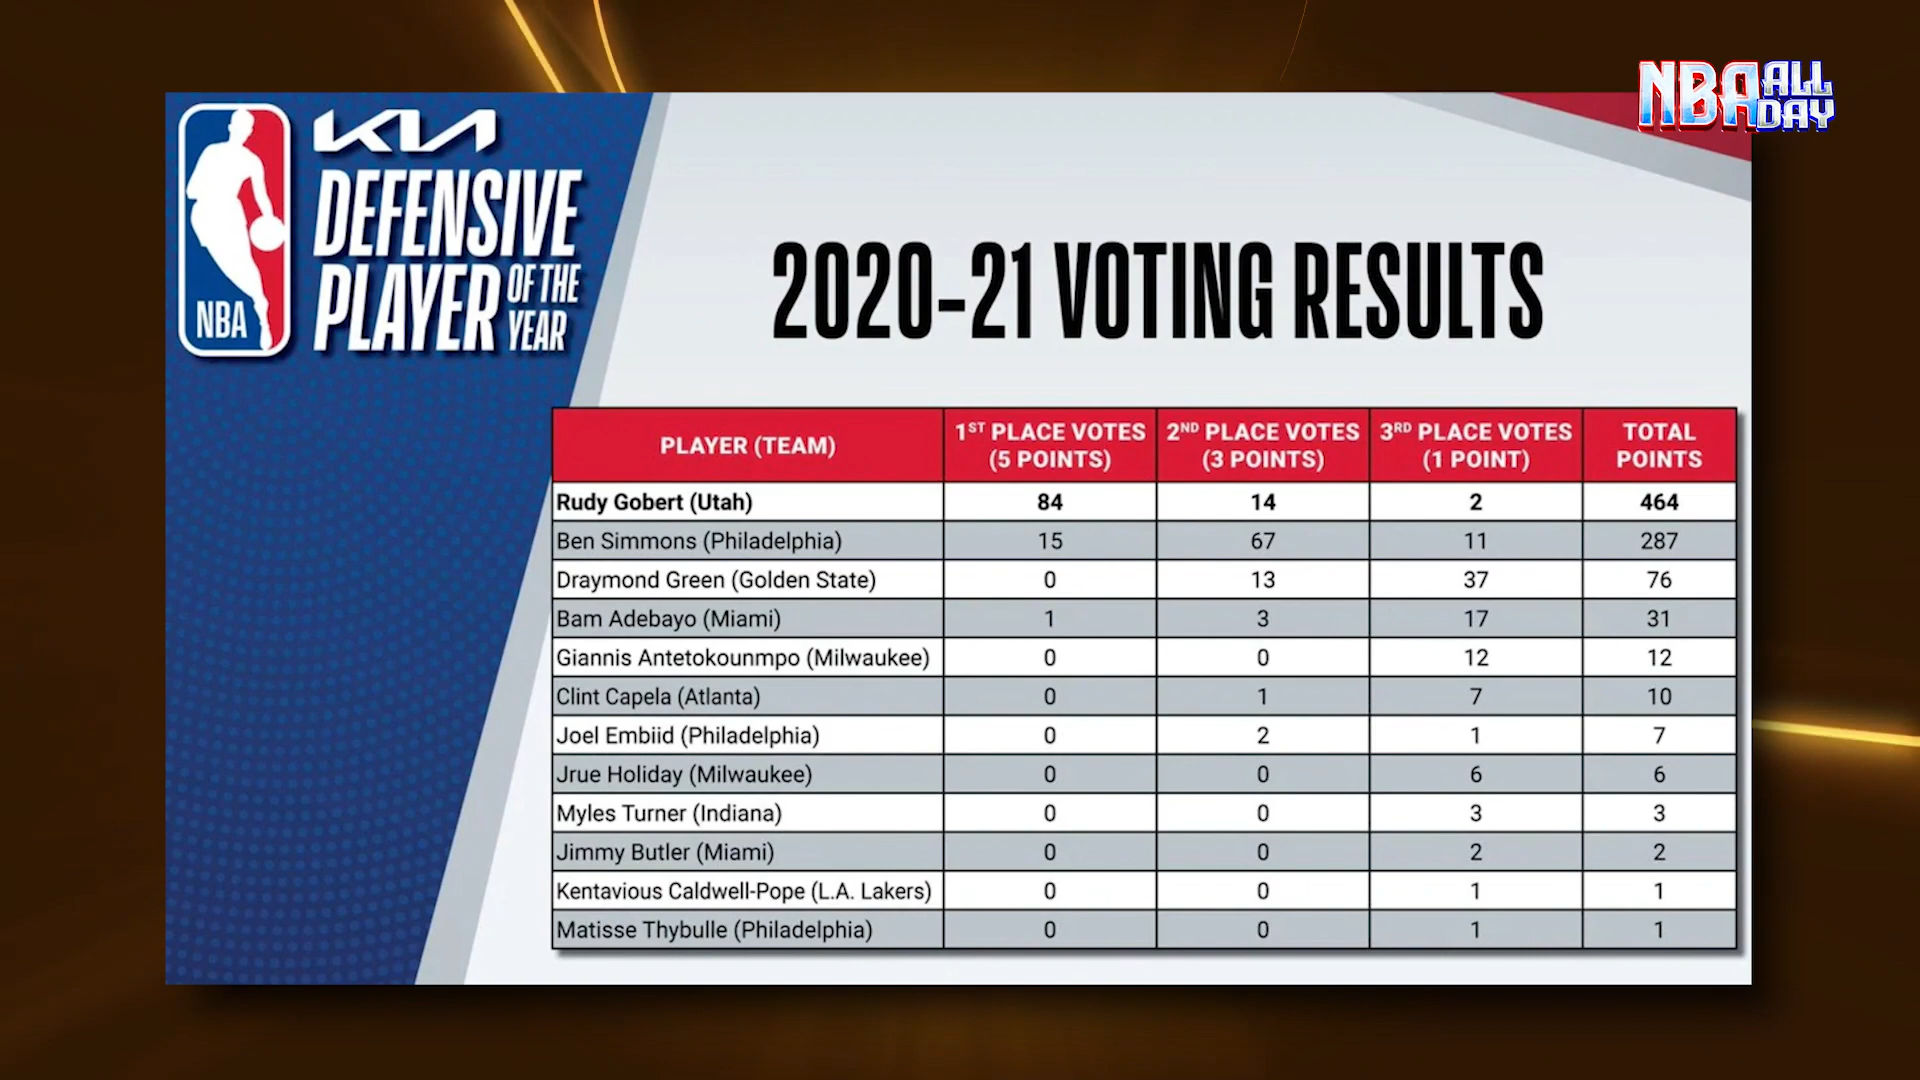 NBA ALL DAY
KIA
DEFENSIVE
PLAYER OF THE YEAR
NBA
2020-21 VOTING RESULTS
PLAYER (TEAM) 1ST PLACE VOTES (5 POINTS) 2ND PLACE VOTES (3 POINTS) 3RD PLACE VOTES (1 POINT) TOTAL POINTS
Rudy Gobert (Utah) 84 14 2 464
Ben Simmons (Philadelphia) 15 67 11 287
Draymond Green (Golden State) 0 13 37 76
Bam Adebayo (Miami) 1 3 17 31
Giannis Antetokounmpo (Milwaukee) 0 0 12 12
Clint Capela (Atlanta) 0 1 7 10
Joel Embiid (Philadelphia) 0 2 1 7
Jrue Holiday (Milwaukee) 0 0 6 6
Myles Turner (Indiana) 0 0 3 3
Jimmy Butler (Miami) 0 0 2 2
Kentavious Caldwell-Pope (L.A. Lakers) 0 0 1 1
Matisse Thybulle (Philadelphia) 0 0 1 1